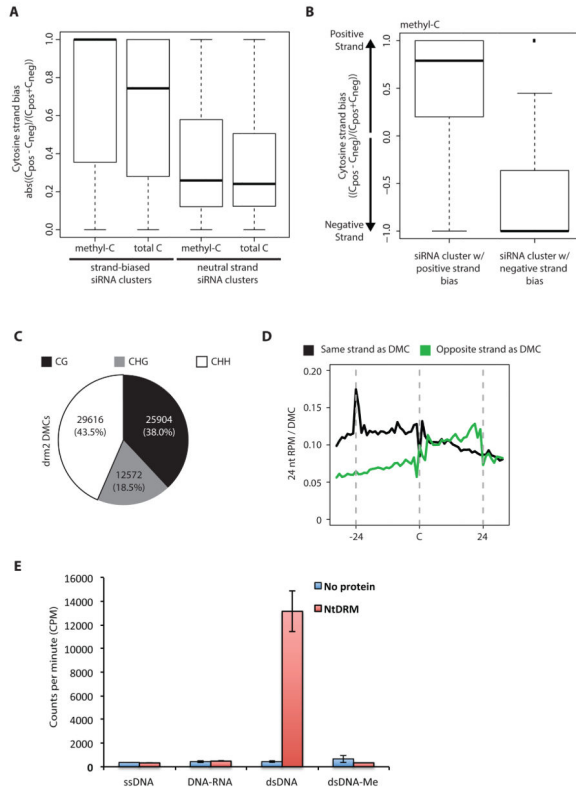 A
Cytosine strand bias
abs((Cpos - Cneg)/(Cpos+Cneg))
1.0
0.8
0.6
0.4
0.2
0.0
methyl-C
total C
methyl-C
total C
strand-biased
siRNA clusters
neutral strand
siRNA clusters
B
methyl-C
Positive
Strand
Cytosine strand bias
((Cpos - Cneg)/(Cpos+Cneg))
Negative
Strand
1.0
0.5
0.0
−0.5
−1.0
siRNA cluster w/
positive strand
bias
siRNA cluster w/
negative strand
bias
C
CG
CHG
CHH
drm2 DMCs
29616
(43.5%)
25904
(38.0%)
12572
(18.5%)
D
Same strand as DMC
Opposite strand as DMC
24 nt RPM / DMC
0.20
0.15
0.10
0.05
0
-24
C
24
E
No protein
NtDRM
Counts per minute (CPM)
16000
14000
12000
10000
8000
6000
4000
2000
0
ssDNA
DNA-RNA
dsDNA
dsDNA-Me